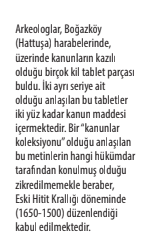 Arkeologlar, Boğazköy
(Hattuşa) harabelerinde,
üzerinde kanunların kazılı
olduğu birçok kil tablet parçası
buldu. İki ayrı seriye ait
olduğu anlaşılan bu tabletler
iki yüz kadar kanun maddesi
içermektedir. Bir “kanunlar
koleksiyonu” olduğu anlaşılan
bu metinlerin hangi hükümdar
tarafından konulmuş olduğu
zikredilmemekle beraber,
Eski Hitit Krallığı döneminde
(1650-1500) düzenlendiği
kabul edilmektedir.